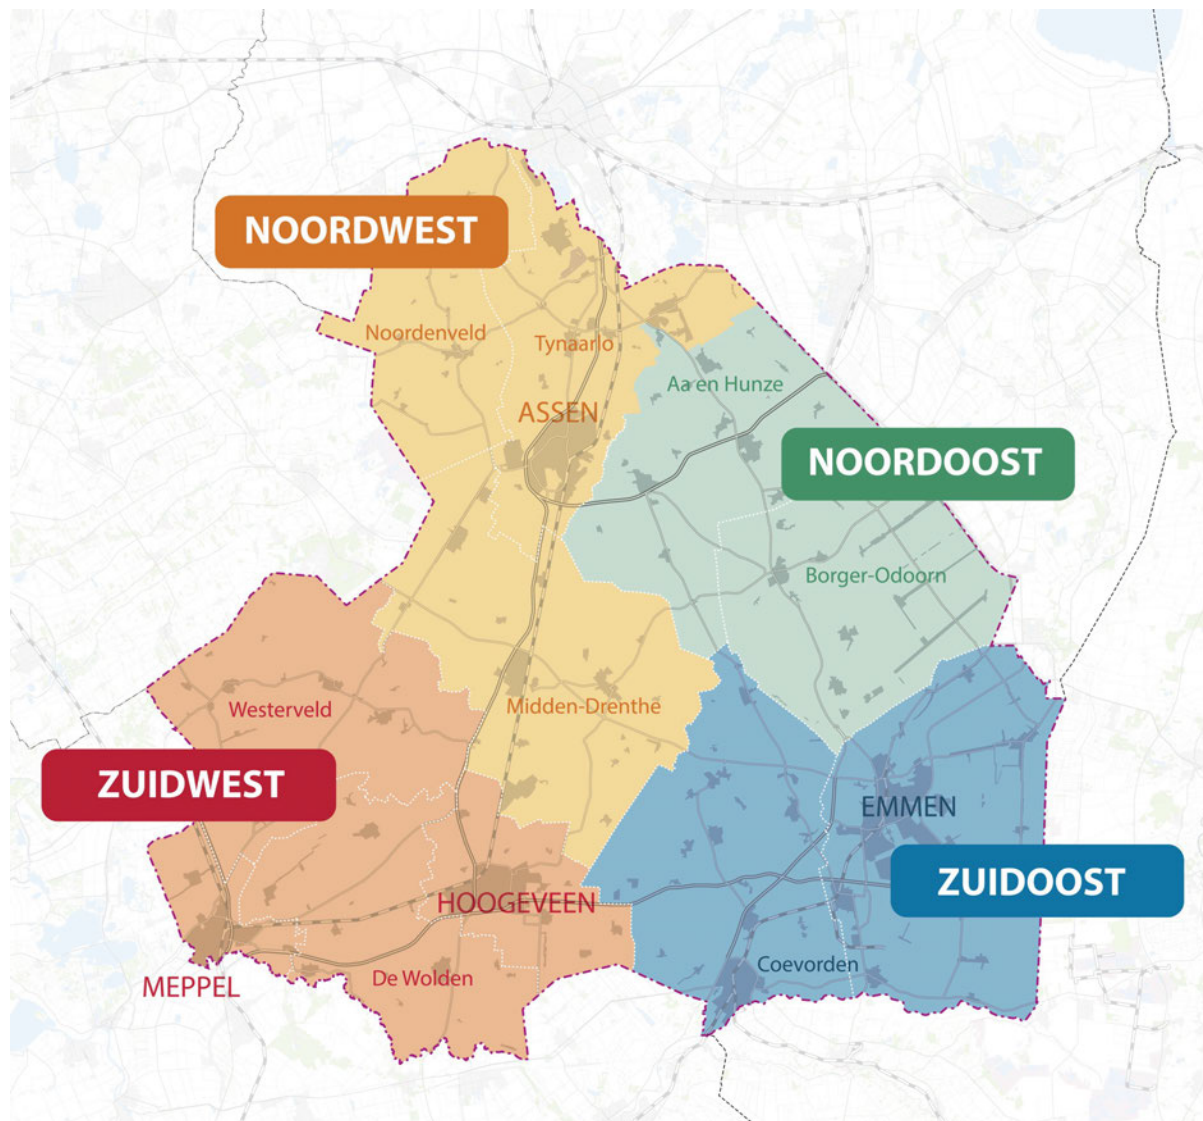 NOORDWEST
Noordenveld
Tynaarlo
Aa en Hunze
ASSEN
NOORDOOST
Borger-Odoorn
Westerveld
Midden-Drenthe
ZUIDWEST
EMMEN
ZUIDOOST
HOOGEVEEN
Coevorden
De Wolden
MEPPEL